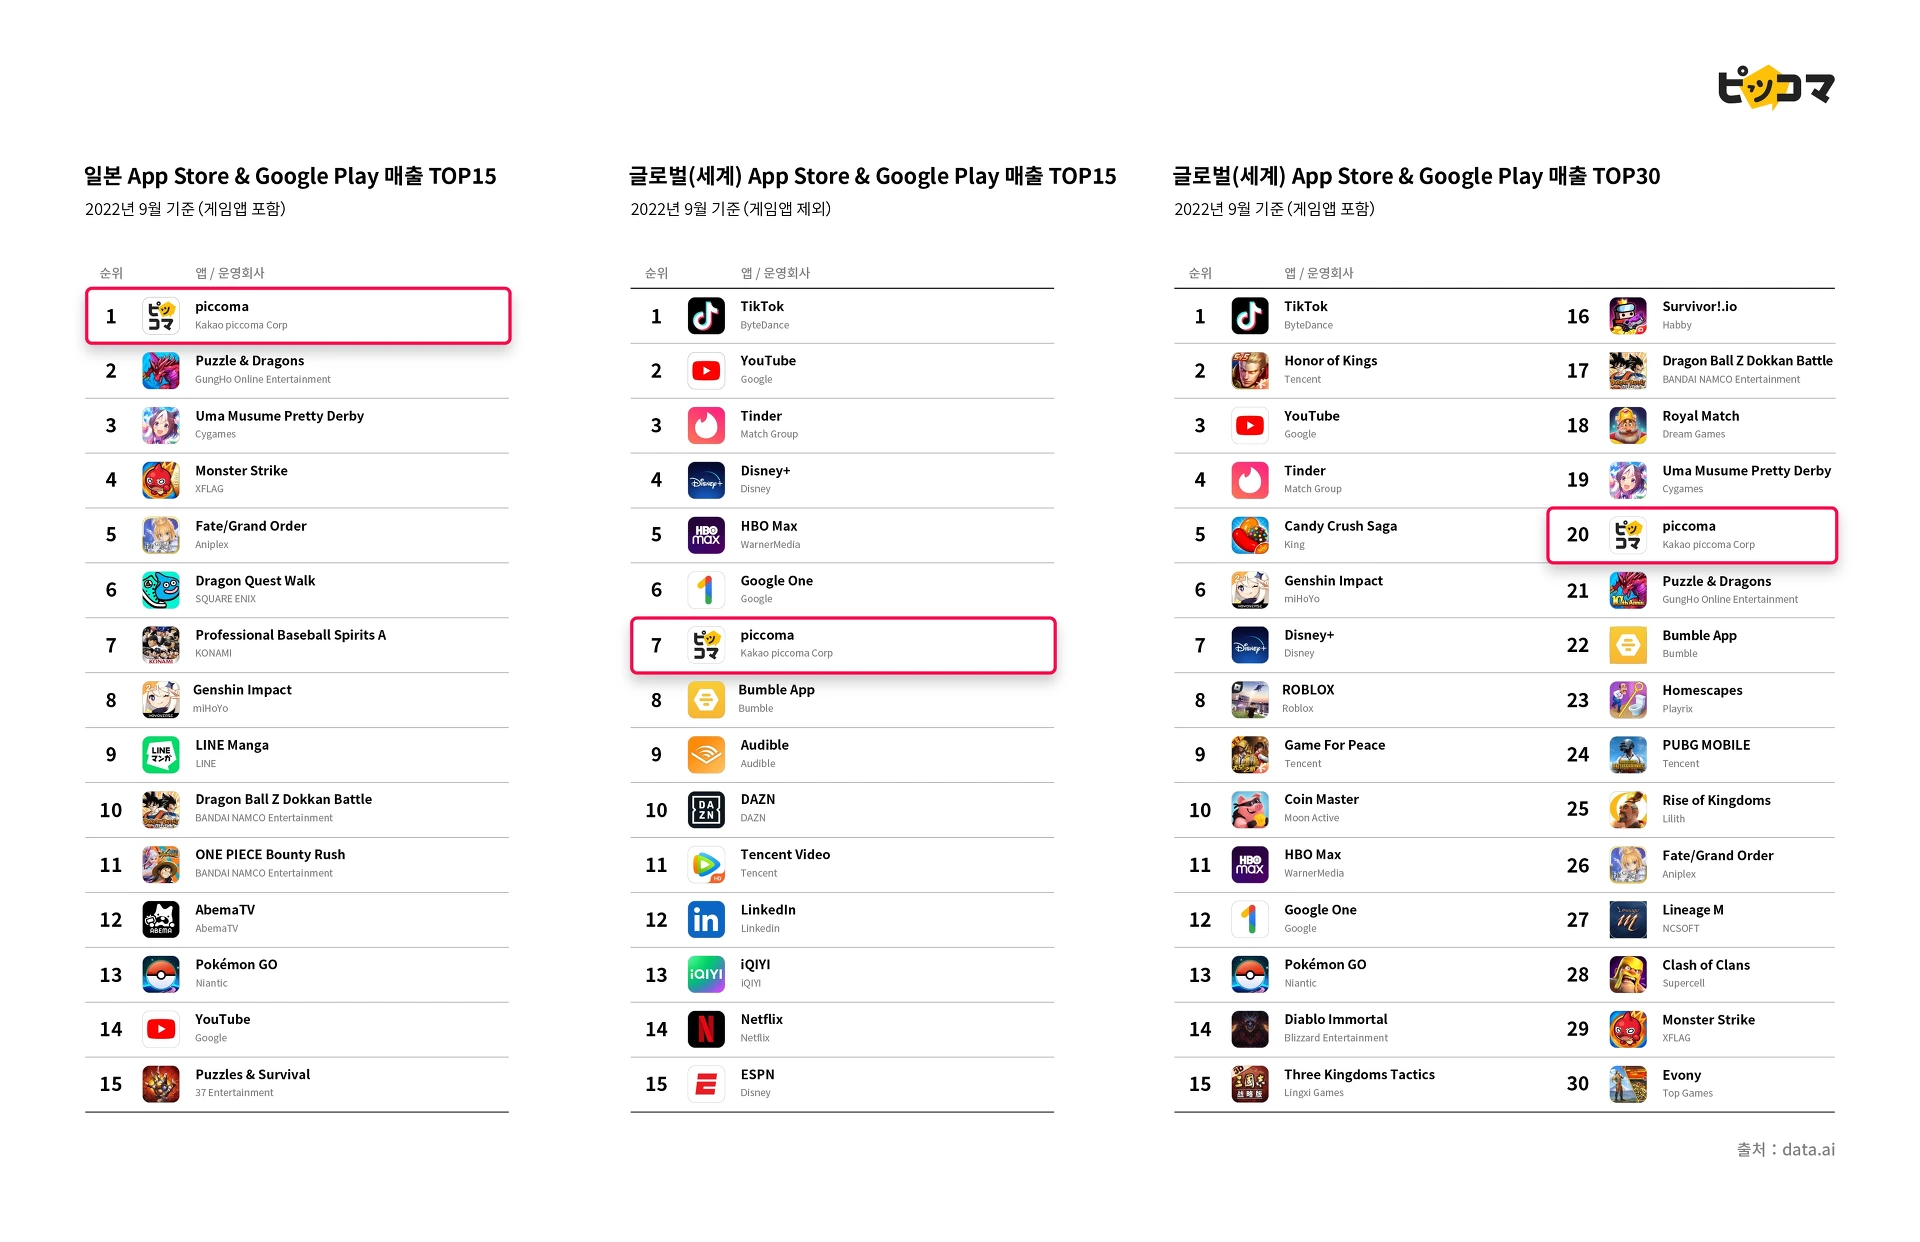 ピッコマ
일본 App Store & Google Play 매출 TOP15
2022년 9월 기준 (게임앱 포함)
순위 앱 / 운영회사
1 piccoma
Kakao piccoma Corp
2 Puzzle & Dragons
GungHo Online Entertainment
3 Uma Musume Pretty Derby
Cygames
4 Monster Strike
XFLAG
5 Fate/Grand Order
Aniplex
6 Dragon Quest Walk
SQUARE ENIX
7 Professional Baseball Spirits A
KONAMI
8 Genshin Impact
miHoYo
9 LINE Manga
LINE
10 Dragon Ball Z Dokkan Battle
BANDAI NAMCO Entertainment
11 ONE PIECE Bounty Rush
BANDAI NAMCO Entertainment
12 AbemaTV
AbemaTV
13 Pokémon GO
Niantic
14 YouTube
Google
15 Puzzles & Survival
37 Entertainment
글로벌(세계) App Store & Google Play 매출 TOP15
2022년 9월 기준 (게임앱 제외)
순위 앱 / 운영회사
1 TikTok
ByteDance
2 YouTube
Google
3 Tinder
Match Group
4 Disney+
Disney
5 HBO Max
WarnerMedia
6 Google One
Google
7 piccoma
Kakao piccoma Corp
8 Bumble App
Bumble
9 Audible
Audible
10 DAZN
DAZN
11 Tencent Video
Tencent
12 LinkedIn
Linkedin
13 iQIYI
iQIYI
14 Netflix
Netflix
15 ESPN
Disney
글로벌(세계) App Store & Google Play 매출 TOP30
2022년 9월 기준 (게임앱 포함)
순위 앱 / 운영회사
1 TikTok
ByteDance
2 Honor of Kings
Tencent
3 YouTube
Google
4 Tinder
Match Group
5 Candy Crush Saga
King
6 Genshin Impact
miHoYo
7 Disney+
Disney
8 ROBLOX
Roblox
9 Game For Peace
Tencent
10 Coin Master
Moon Active
11 HBO Max
WarnerMedia
12 Google One
Google
13 Pokémon GO
Niantic
14 Diablo Immortal
Blizzard Entertainment
15 Three Kingdoms Tactics
Lingxi Games
16 Survivor!.io
Habby
17 Dragon Ball Z Dokkan Battle
BANDAI NAMCO Entertainment
18 Royal Match
Dream Games
19 Uma Musume Pretty Derby
Cygames
20 piccoma
Kakao piccoma Corp
21 Puzzle & Dragons
GungHo Online Entertainment
22 Bumble App
Bumble
23 Homescapes
Playrix
24 PUBG MOBILE
Tencent
25 Rise of Kingdoms
Lilith
26 Fate/Grand Order
Aniplex
27 Lineage M
NCSOFT
28 Clash of Clans
Supercell
29 Monster Strike
XFLAG
30 Evony
Top Games
출처 : data.ai